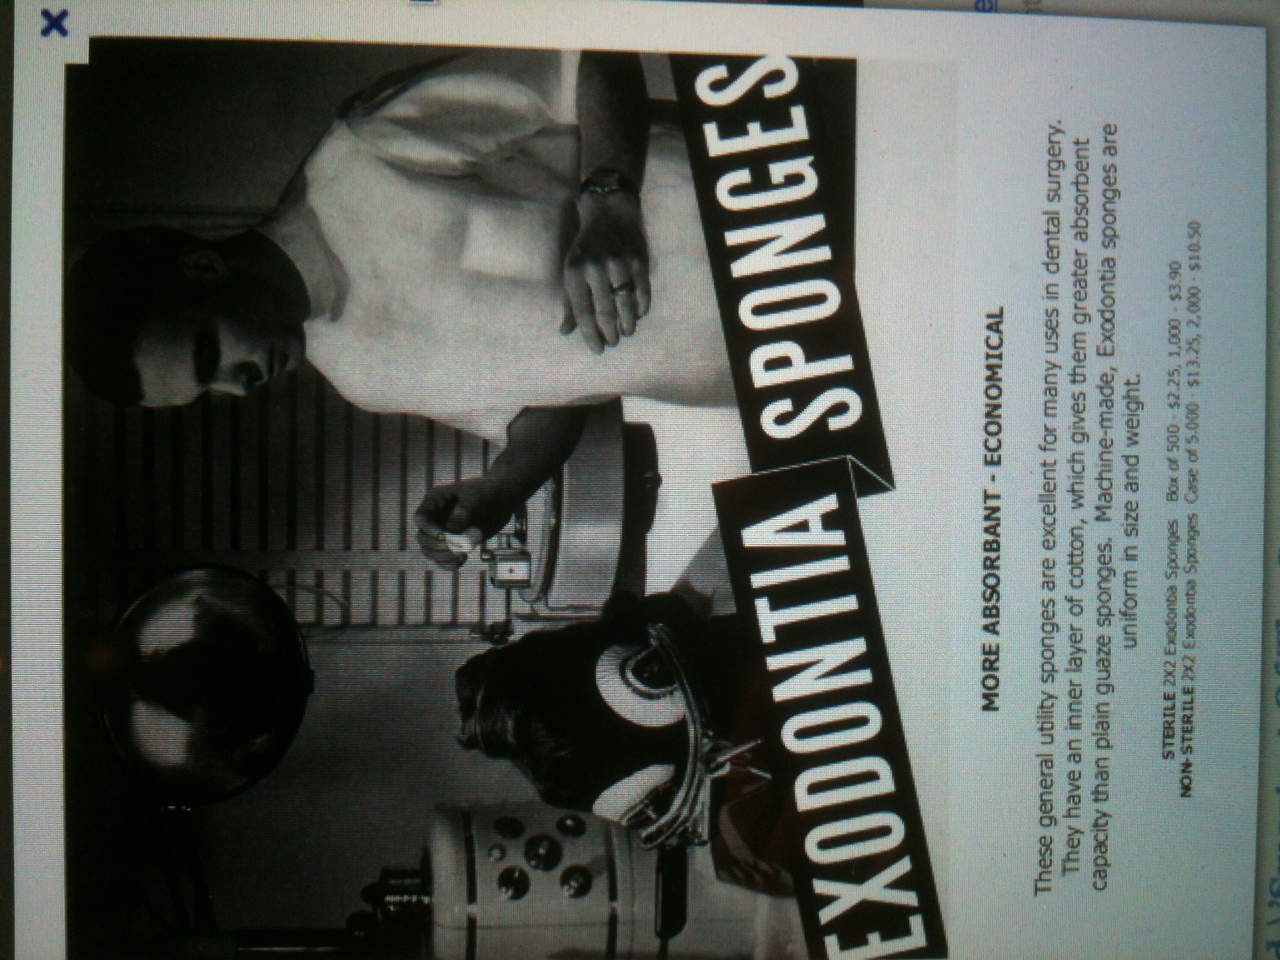 EXODONTIA SPONGES
MORE ABSORBANT - ECONOMICAL
These general utility sponges are excellent for many uses in dental surgery.
They have an inner layer of cotton, which gives them greater absorbent
capacity than plain guaze sponges. Machine-made, Exodontia sponges are
uniform in size and weight.
STERILE 2X2 Exodontia Sponges Box of 500 - $2.25, 1,000 - $3.90
NON-STERILE 2X2 Exodontia Sponges Case of 5.000 - $13.25, 2,000 - $10.50